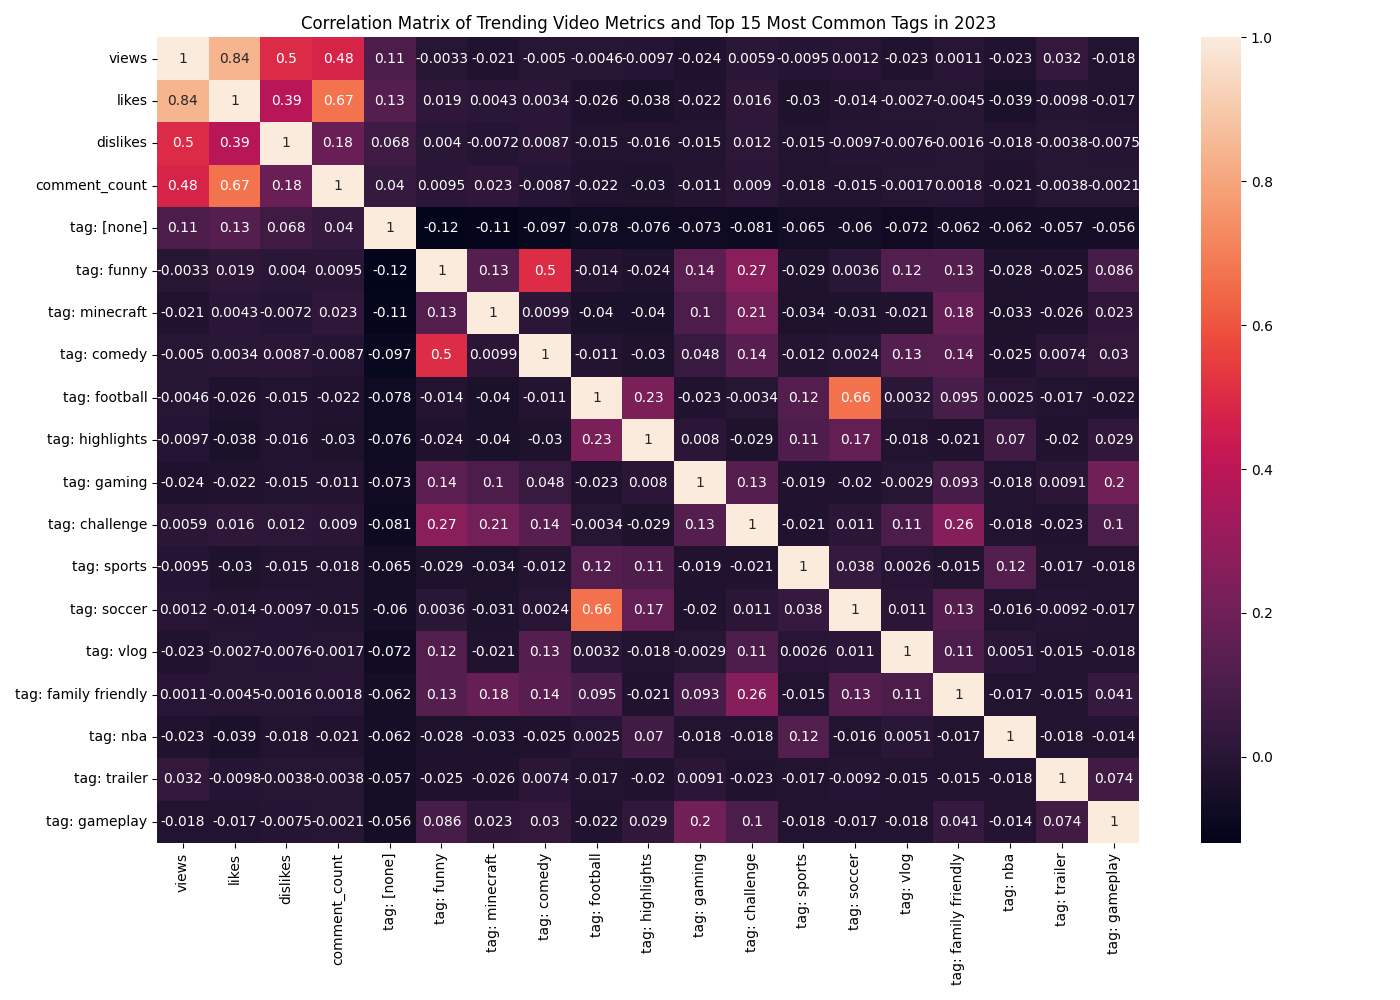 Correlation Matrix of Trending Video Metrics and Top 15 Most Common Tags in 2023
views 1 0.84 0.5 0.48 0.11 -0.0033 -0.021 -0.005 -0.0046 -0.0097 -0.024 0.0059 -0.0095 0.0012 -0.023 0.0011 -0.023 0.032 -0.018 1.0
likes 0.84 1 0.39 0.67 0.13 0.019 0.0043 0.0034 -0.026 -0.038 -0.022 0.016 -0.03 -0.014 -0.0027 -0.0045 -0.039 -0.0098 -0.017
dislikes 0.5 0.39 1 0.18 0.068 0.004 -0.0072 0.0087 -0.015 -0.016 -0.015 0.012 -0.015 -0.0097 -0.0076 -0.0016 -0.018 -0.0038 -0.0075
comment_count 0.48 0.67 0.18 1 0.04 0.0095 0.023 -0.0087 -0.022 -0.03 -0.011 0.009 -0.018 -0.015 -0.0017 0.0018 -0.021 -0.0038 -0.0021 0.8
tag: [none] 0.11 0.13 0.068 0.04 1 -0.12 -0.11 -0.097 -0.078 -0.076 -0.073 -0.081 -0.065 -0.06 -0.072 -0.062 -0.062 -0.057 -0.056
tag: funny -0.0033 0.019 0.004 0.0095 -0.12 1 0.13 0.5 -0.014 -0.024 0.14 0.27 -0.029 0.0036 0.12 0.13 -0.028 -0.025 0.086
tag: minecraft -0.021 0.0043 -0.0072 0.023 -0.11 0.13 1 0.0099 -0.04 -0.04 0.1 0.21 -0.034 -0.031 -0.021 0.18 -0.033 -0.026 0.023
0.6
tag: comedy -0.005 0.0034 0.0087 -0.0087 -0.097 0.5 0.0099 1 -0.011 -0.03 0.048 0.14 -0.012 0.0024 0.13 0.14 -0.025 0.0074 0.03
tag: football -0.0046 -0.026 -0.015 -0.022 -0.078 -0.014 -0.04 -0.011 1 0.23 -0.023 -0.0034 0.12 0.66 0.0032 0.095 0.0025 -0.017 -0.022
tag: highlights -0.0097 -0.038 -0.016 -0.03 -0.076 -0.024 -0.04 -0.03 0.23 1 0.008 -0.029 0.11 0.17 -0.018 -0.021 0.07 -0.02 0.029
0.4
tag: gaming -0.024 -0.022 -0.015 -0.011 -0.073 0.14 0.1 0.048 -0.023 0.008 1 0.13 -0.019 -0.02 -0.0029 0.093 -0.018 0.0091 0.2
tag: challenge 0.0059 0.016 0.012 0.009 -0.081 0.27 0.21 0.14 -0.0034 -0.029 0.13 1 -0.021 0.011 0.11 0.26 -0.018 -0.023 0.1
tag: sports -0.0095 -0.03 -0.015 -0.018 -0.065 -0.029 -0.034 -0.012 0.12 0.11 -0.019 -0.021 1 0.038 0.0026 -0.015 0.12 -0.017 -0.018
tag: soccer 0.0012 -0.014 -0.0097 -0.015 -0.06 0.0036 -0.031 0.0024 0.66 0.17 -0.02 0.011 0.038 1 0.011 0.13 -0.016 -0.0092 -0.017 0.2
tag: vlog -0.023 -0.0027 -0.0076 -0.0017 -0.072 0.12 -0.021 0.13 0.0032 -0.018 -0.0029 0.11 0.0026 0.011 1 0.11 0.0051 -0.015 -0.018
tag: family friendly 0.0011 -0.0045 -0.0016 0.0018 -0.062 0.13 0.18 0.14 0.095 -0.021 0.093 0.26 -0.015 0.13 0.11 1 -0.017 -0.015 0.041
tag: nba -0.023 -0.039 -0.018 -0.021 -0.062 -0.028 -0.033 -0.025 0.0025 0.07 -0.018 -0.018 0.12 -0.016 0.0051 -0.017 1 -0.018 -0.014
0.0
tag: trailer 0.032 -0.0098 -0.0038 -0.0038 -0.057 -0.025 -0.026 0.0074 -0.017 -0.02 0.0091 -0.023 -0.017 -0.0092 -0.015 -0.015 -0.018 1 0.074
tag: gameplay -0.018 -0.017 -0.0075 -0.0021 -0.056 0.086 0.023 0.03 -0.022 0.029 0.2 0.1 -0.018 -0.017 -0.018 0.041 -0.014 0.074 1
views
likes
dislikes
comment_count
tag: [none]
tag: funny
tag: minecraft
tag: comedy
tag: football
tag: highlights
tag: gaming
tag: challenge
tag: sports
tag: soccer
tag: vlog
tag: family friendly
tag: nba
tag: trailer
tag: gameplay